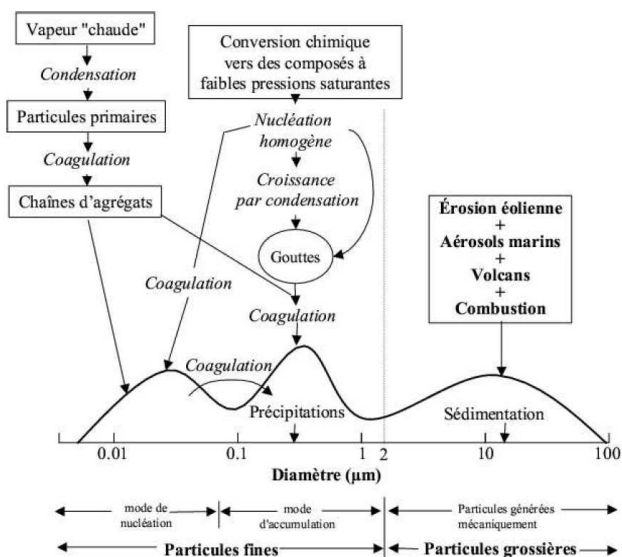 Vapeur "chaude"
Condensation
Particules primaires
Coagulation
Chaînes d'agrégats
Conversion chimique
vers des composés à
faibles pressions saturantes
Nucléation
homogène
Croissance
par condensation
Gouttes
Coagulation
Coagulation
Coagulation
Érosion éolienne
+
Aérosols marins
+
Volcans
+
Combustion
Précipitations
Sédimentation
0.01
0.1
1
2
10
100
Diamètre (µm)
mode de
nucléation
mode
d'accumulation
Particules générées
mécaniquement
Particules fines
Particules grossières